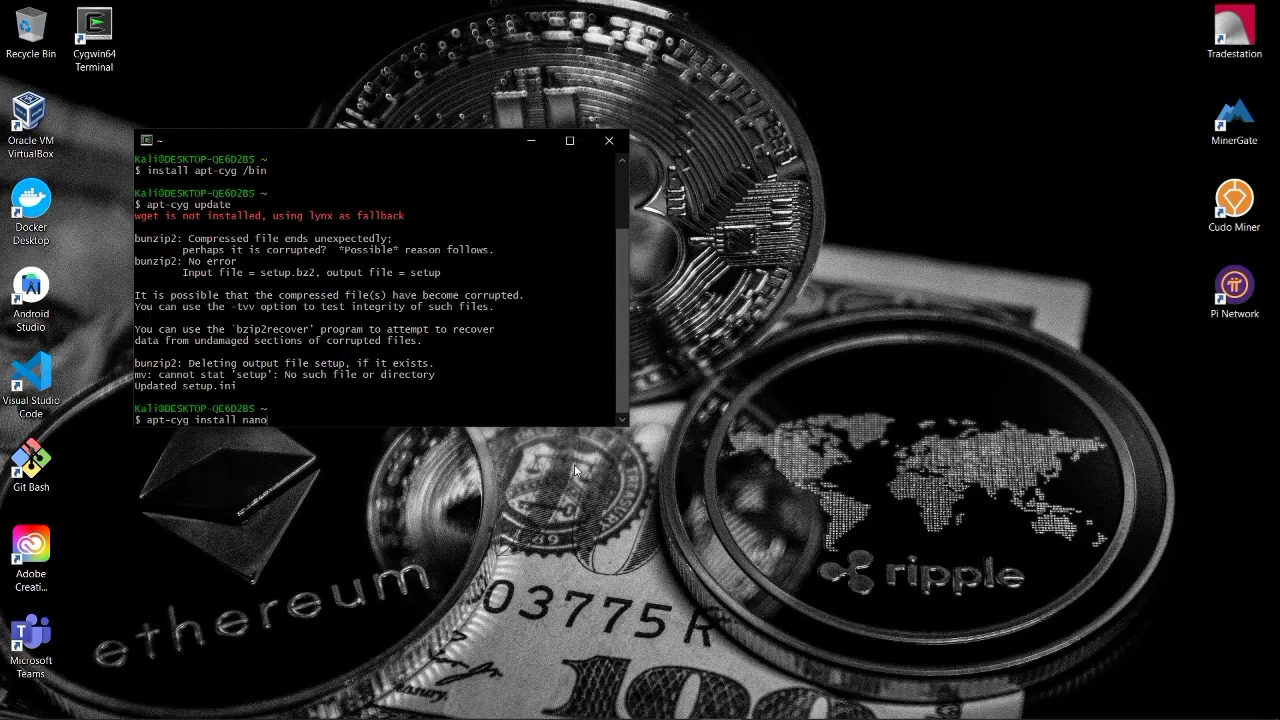 Recycle Bin
Cygwin64
Terminal
Oracle VM
VirtualBox
Docker
Desktop
Android
Studio
Visual Studio
Code
Git Bash
Adobe
Creati...
Microsoft
Teams
~
Kali@DESKTOP-QE6D2BS ~
$ install apt-cyg /bin
Kali@DESKTOP-QE6D2BS ~
$ apt-cyg update
wget is not installed, using lynx as fallback
bunzip2: Compressed file ends unexpectedly;
perhaps it is corrupted?  *Possible* reason follows.
bunzip2: No error
Input file = setup.bz2, output file = setup
It is possible that the compressed file(s) have become corrupted.
You can use the -tvv option to test integrity of such files.
You can use the `bzip2recover' program to attempt to recover
data from undamaged sections of corrupted files.
bunzip2: Deleting output file setup, if it exists.
mv: cannot stat 'setup': No such file or directory
Updated setup.ini
Kali@DESKTOP-QE6D2BS ~
$ apt-cyg install nano
Tradestation
MinerGate
Cudo Miner
Pi Network
ethereum
ripple
03775 R
100